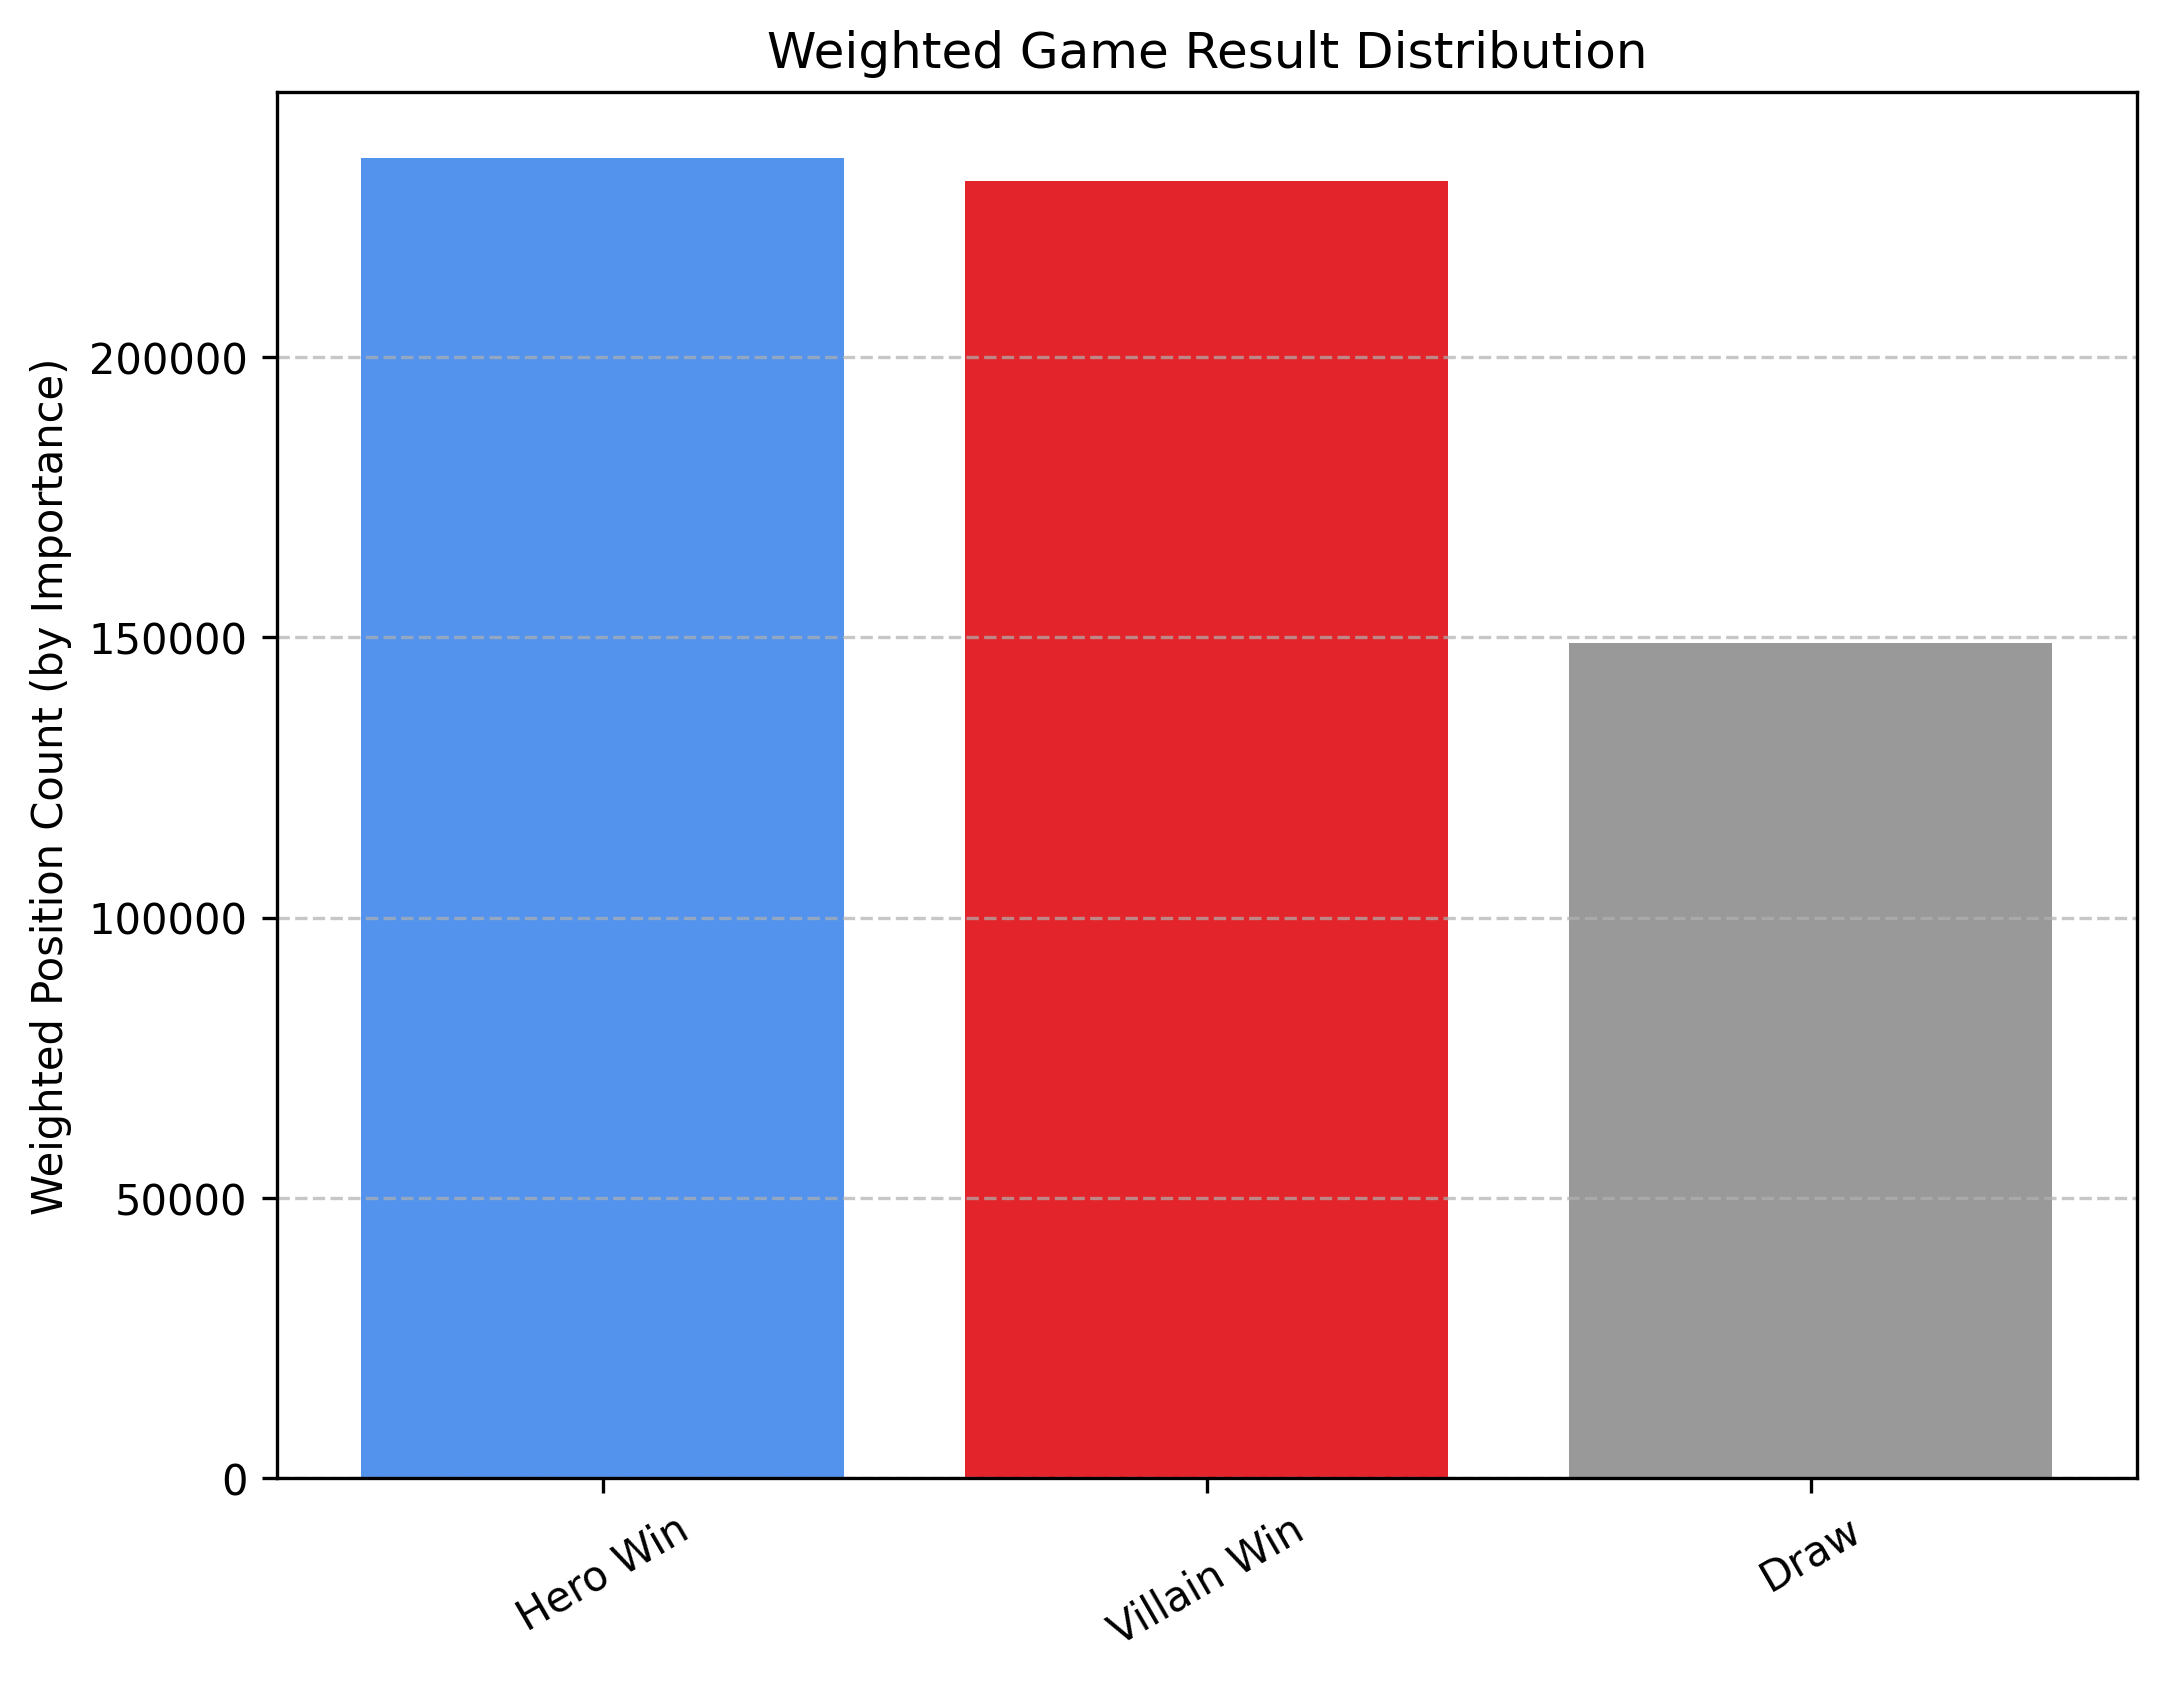 Weighted Game Result Distribution
Weighted Position Count (by Importance)
200000
150000
100000
50000
0
Hero Win
Villain Win
Draw